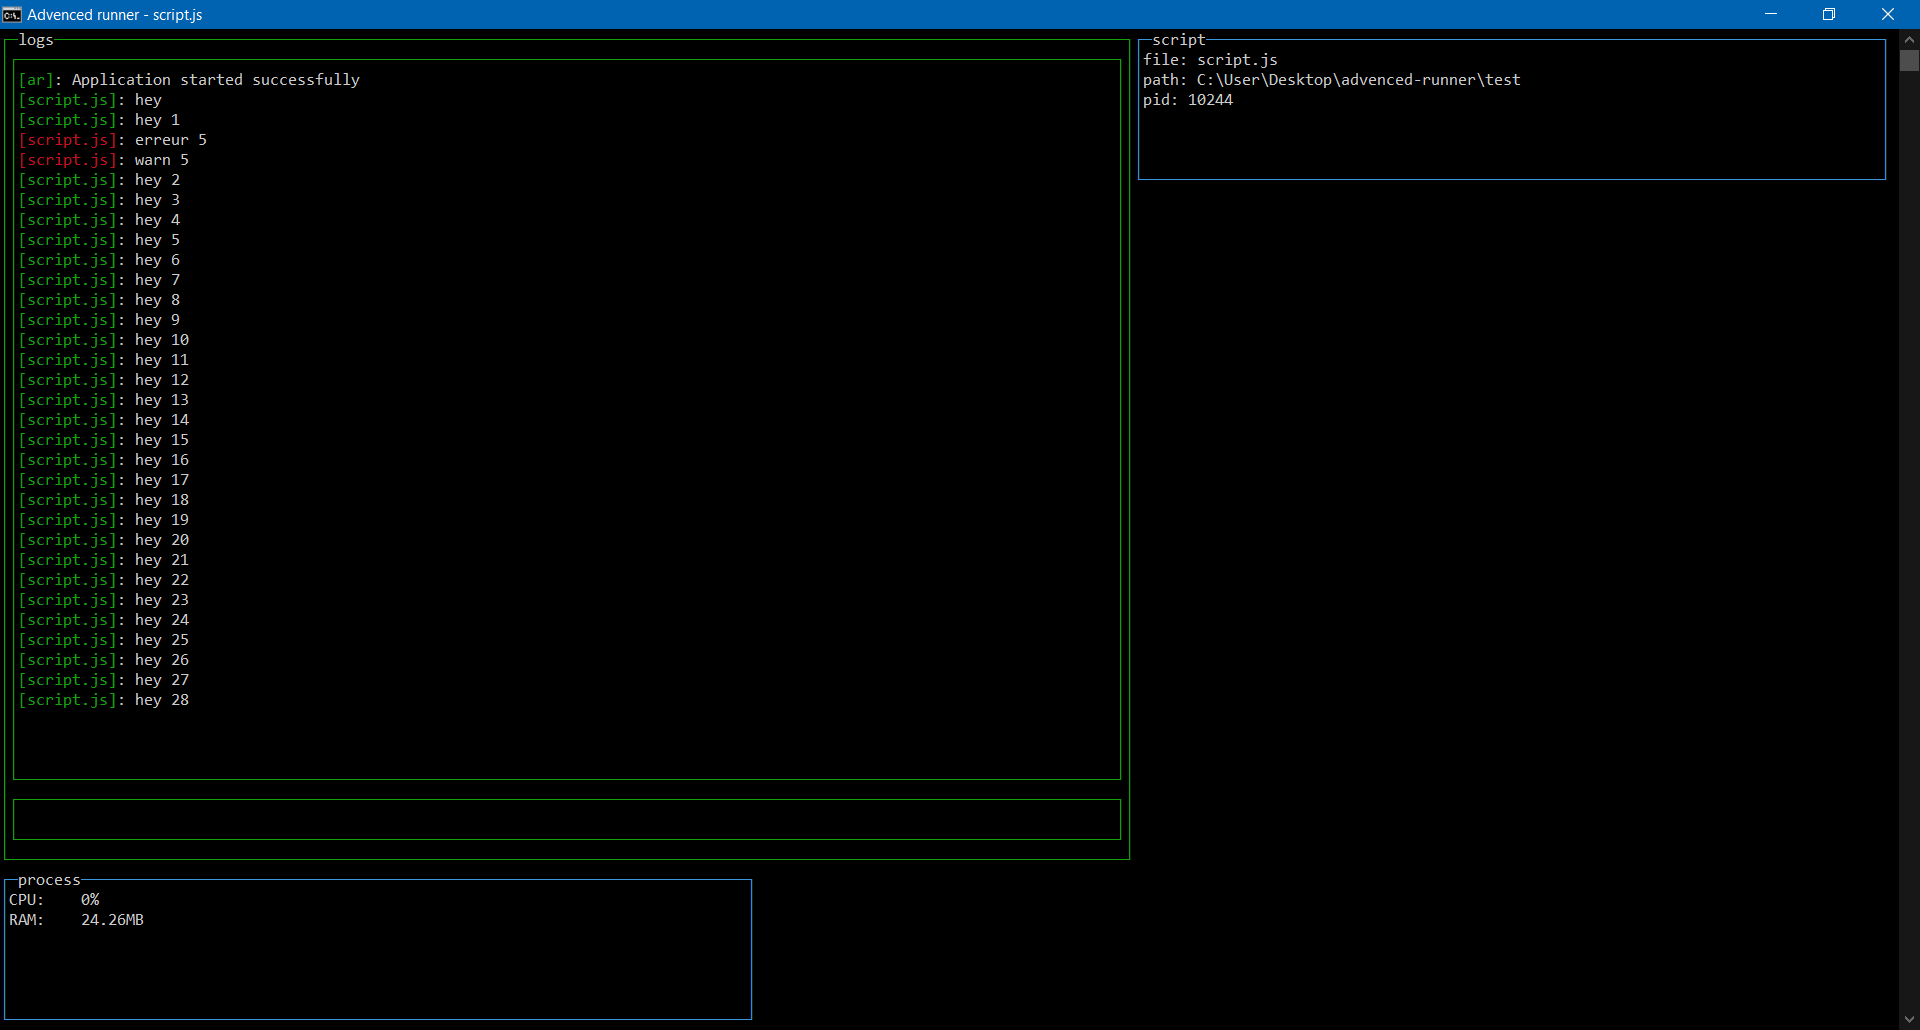 Advenced runner - script.js
logs
[ar]: Application started successfully
[script.js]: hey
[script.js]: hey 1
[script.js]: erreur 5
[script.js]: warn 5
[script.js]: hey 2
[script.js]: hey 3
[script.js]: hey 4
[script.js]: hey 5
[script.js]: hey 6
[script.js]: hey 7
[script.js]: hey 8
[script.js]: hey 9
[script.js]: hey 10
[script.js]: hey 11
[script.js]: hey 12
[script.js]: hey 13
[script.js]: hey 14
[script.js]: hey 15
[script.js]: hey 16
[script.js]: hey 17
[script.js]: hey 18
[script.js]: hey 19
[script.js]: hey 20
[script.js]: hey 21
[script.js]: hey 22
[script.js]: hey 23
[script.js]: hey 24
[script.js]: hey 25
[script.js]: hey 26
[script.js]: hey 27
[script.js]: hey 28
script
file: script.js
path: C:\User\Desktop\advenced-runner\test
pid: 10244
process
CPU: 0%
RAM: 24.26MB